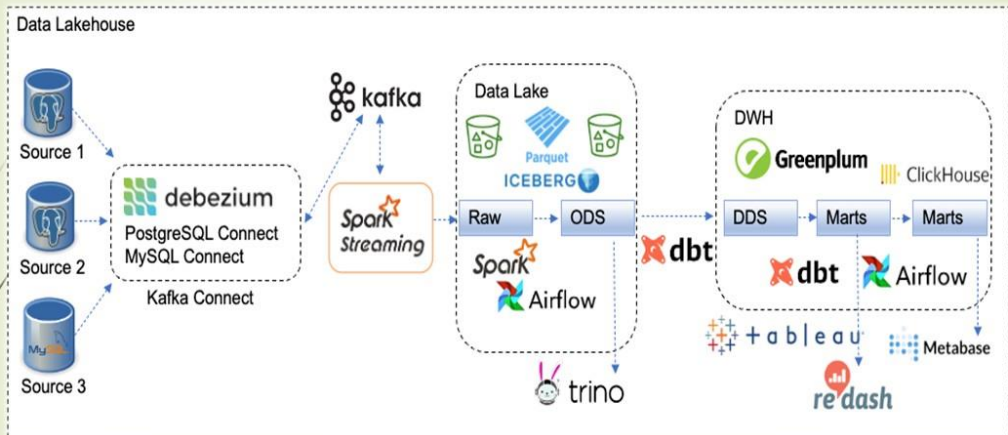 Data Lakehouse
Source 1
Source 2
MySQL
Source 3
debezium
PostgreSQL Connect
MySQL Connect
Kafka Connect
kafka
Spark
Streaming
Data Lake
Parquet
ICEBERG
Raw
ODS
Spark
Airflow
trino
dbt
DWH
Greenplum
ClickHouse
DDS
Marts
Marts
dbt
Airflow
+ a b l e a u
Metabase
re:dash